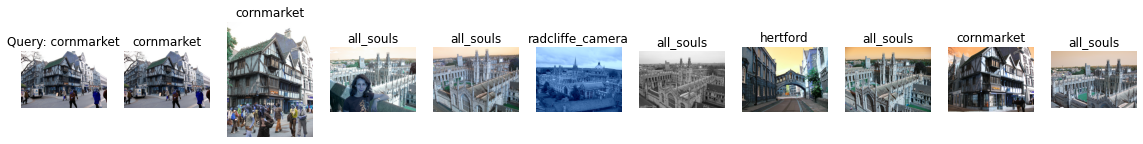 Query: cornmarket
cornmarket
cornmarket
all_souls
all_souls
radcliffe_camera
all_souls
hertford
all_souls
cornmarket
all_souls